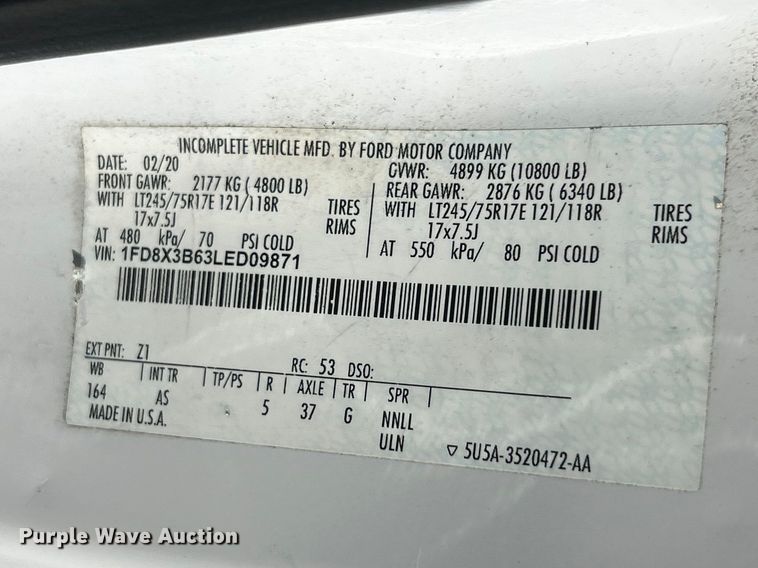 INCOMPLETE VEHICLE MFD. BY FORD MOTOR COMPANY
DATE: 02/20 GVWR: 4899 KG (10800 LB)
FRONT GAWR: 2177 KG ( 4800 LB) REAR GAWR: 2876 KG ( 6340 LB)
WITH LT245/75R17E 121/118R TIRES WITH LT245/75R17E 121/118R TIRES
17x7.5J RIMS 17x7.5J RIMS
AT 480 kPa/ 70 PSI COLD AT 550 kPa/ 80 PSI COLD
VIN: 1FD8X3B63LED09871
EXT PNT: Z1 RC: 53 DSO:
WB INT TR TP/PS R AXLE TR SPR
164 AS 5 37 G NNLL
MADE IN U.S.A. ULN ▽ 5U5A-3520472-AA
Purple Wave Auction